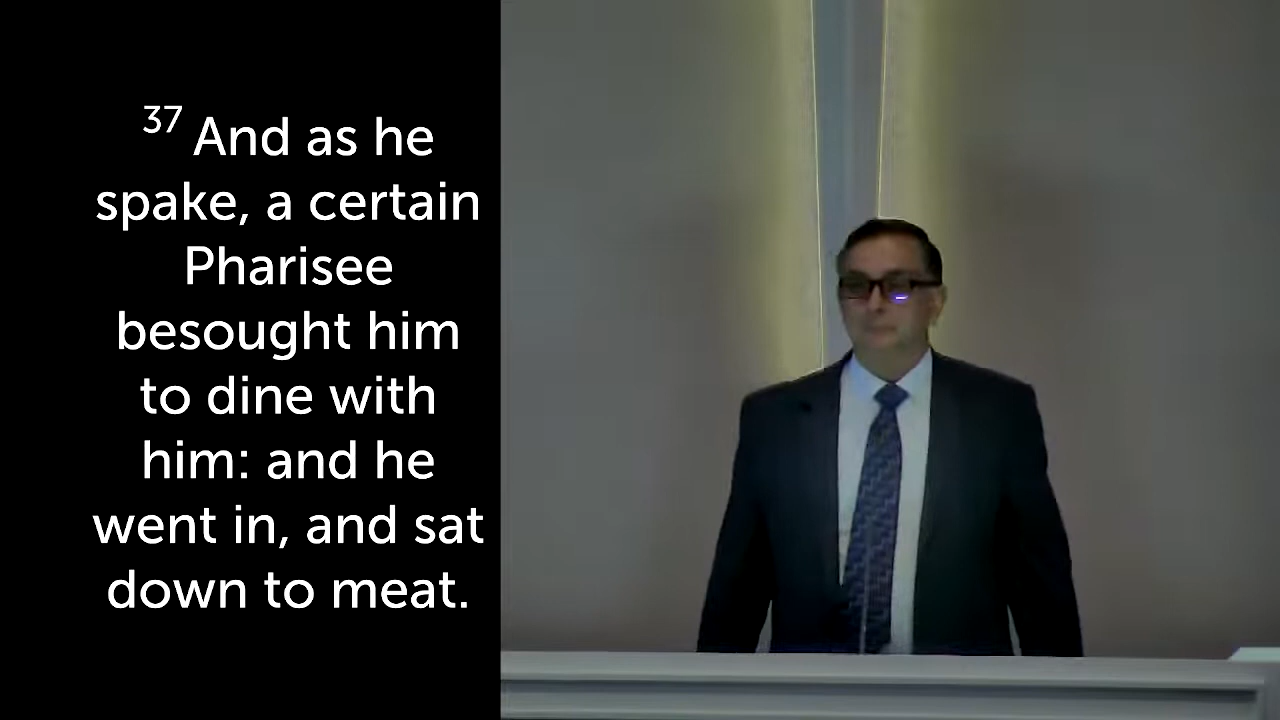 37 And as he
spake, a certain
Pharisee
besought him
to dine with
him: and he
went in, and sat
down to meat.